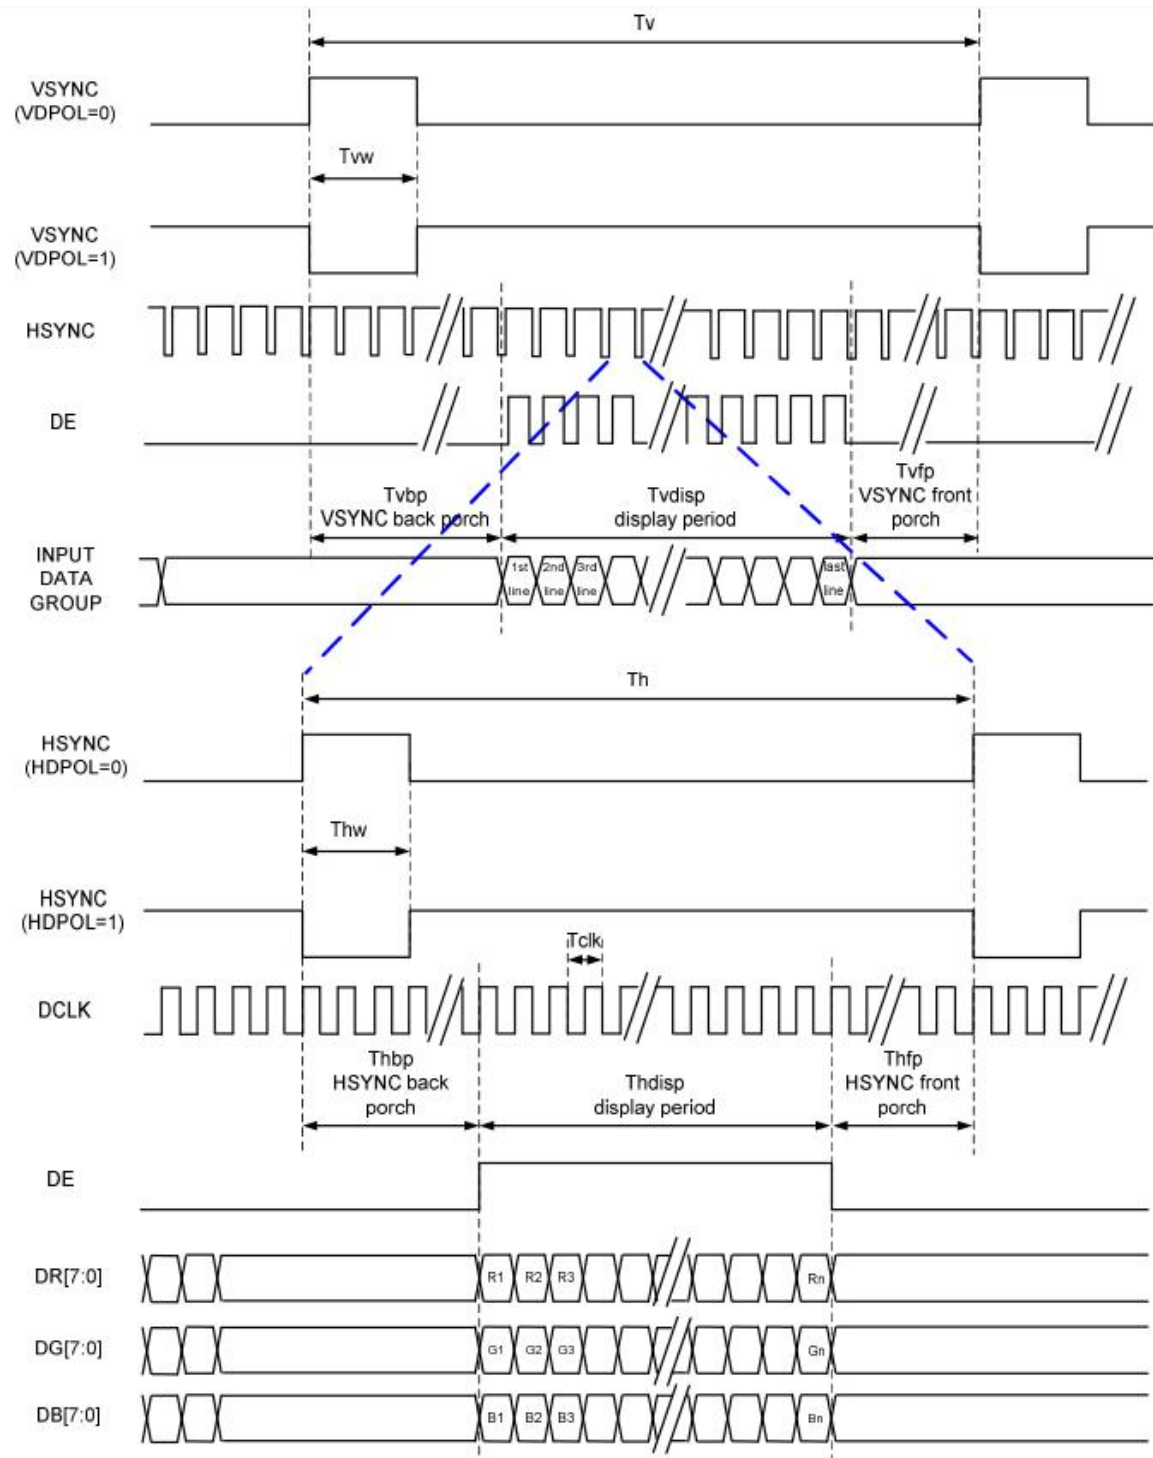 Tv
VSYNC
(VDPOL=0)
Tvw
VSYNC
(VDPOL=1)
HSYNC
DE
Tvbp
VSYNC back porch
Tvdisp
display period
Tvfp
VSYNC front
porch
INPUT
DATA
GROUP
1st
line
2nd
line
3rd
line
last
line
Th
HSYNC
(HDPOL=0)
Thw
HSYNC
(HDPOL=1)
Tclk
DCLK
Thbp
HSYNC back
porch
Thdisp
display period
Thfp
HSYNC front
porch
DE
DR[7:0]
R1 R2 R3 Rn
DG[7:0]
G1 G2 G3 Gn
DB[7:0]
B1 B2 B3 Bn